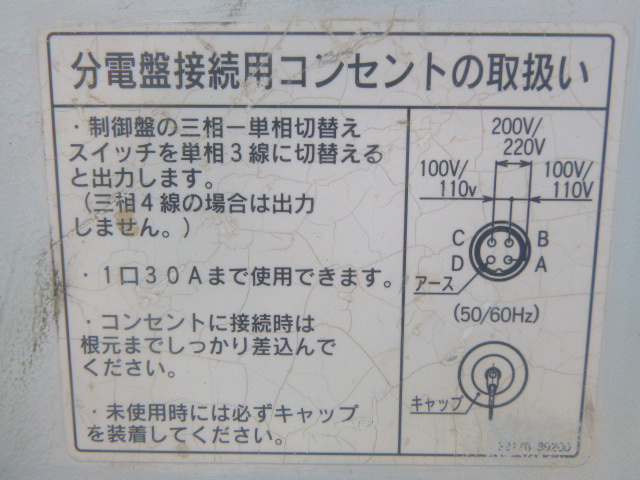 分電盤接続用コンセントの取扱い
・制御盤の三相ー単相切替え
スイッチを単相3線に切替える
と出力します。
(三相4線の場合は出力
しません。)
・1口30Aまで使用できます。
・コンセントに接続時は
根元までしっかり差込んで
ください。
・未使用時には必ずキャップ
を装着してください。
200V/
220V
100V/
110v
100V/
110V
C
B
D
A
アース
(50/60Hz)
キャップ